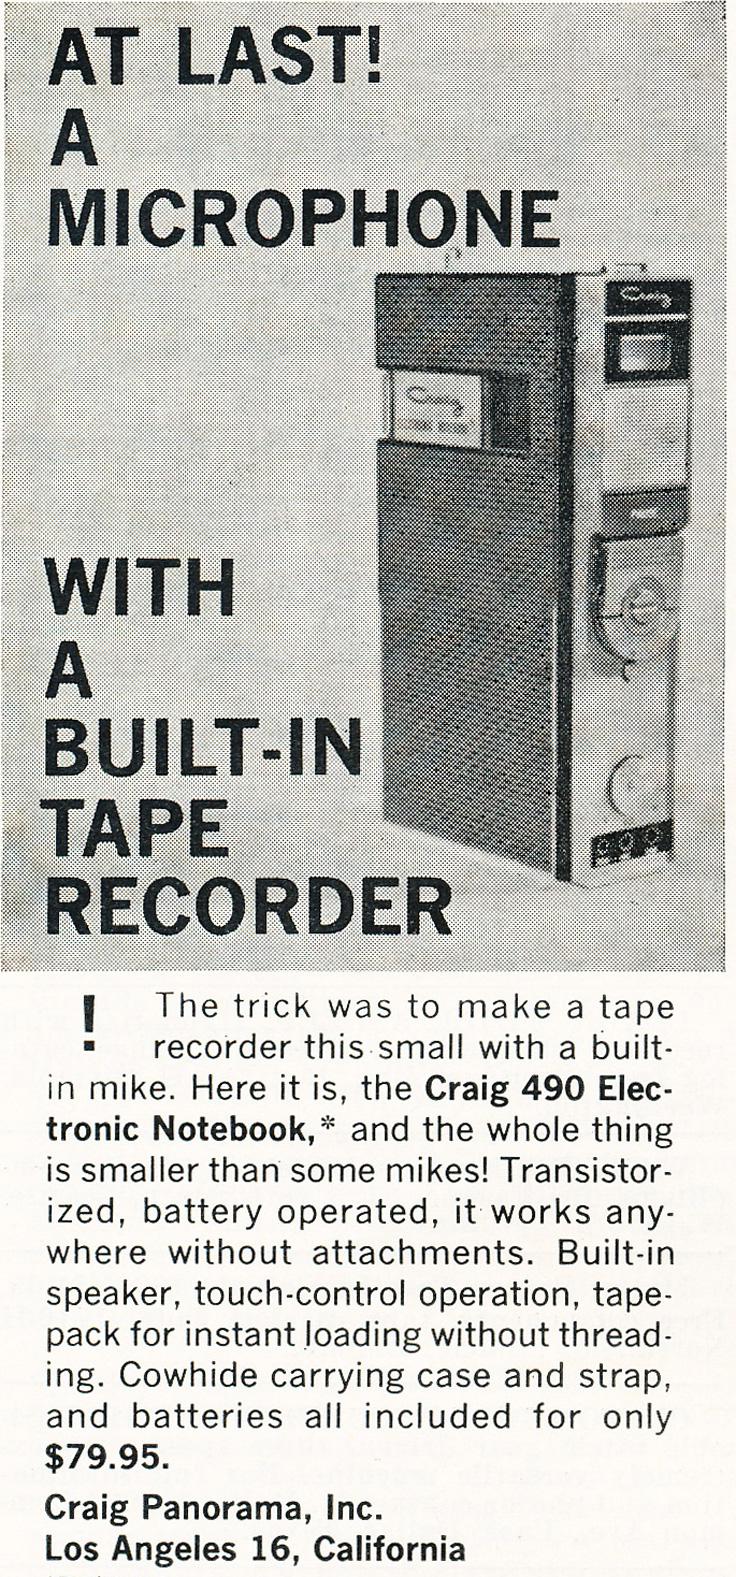 AT LAST!
A
MICROPHONE
Craig
Craig
WITH
A
BUILT-IN
TAPE
RECORDER
! The trick was to make a tape
recorder this small with a built-
in mike. Here it is, the Craig 490 Elec-
tronic Notebook,* and the whole thing
is smaller than some mikes! Transistor-
ized, battery operated, it works any-
where without attachments. Built-in
speaker, touch-control operation, tape-
pack for instant loading without thread-
ing. Cowhide carrying case and strap,
and batteries all included for only
$79.95.
Craig Panorama, Inc.
Los Angeles 16, California